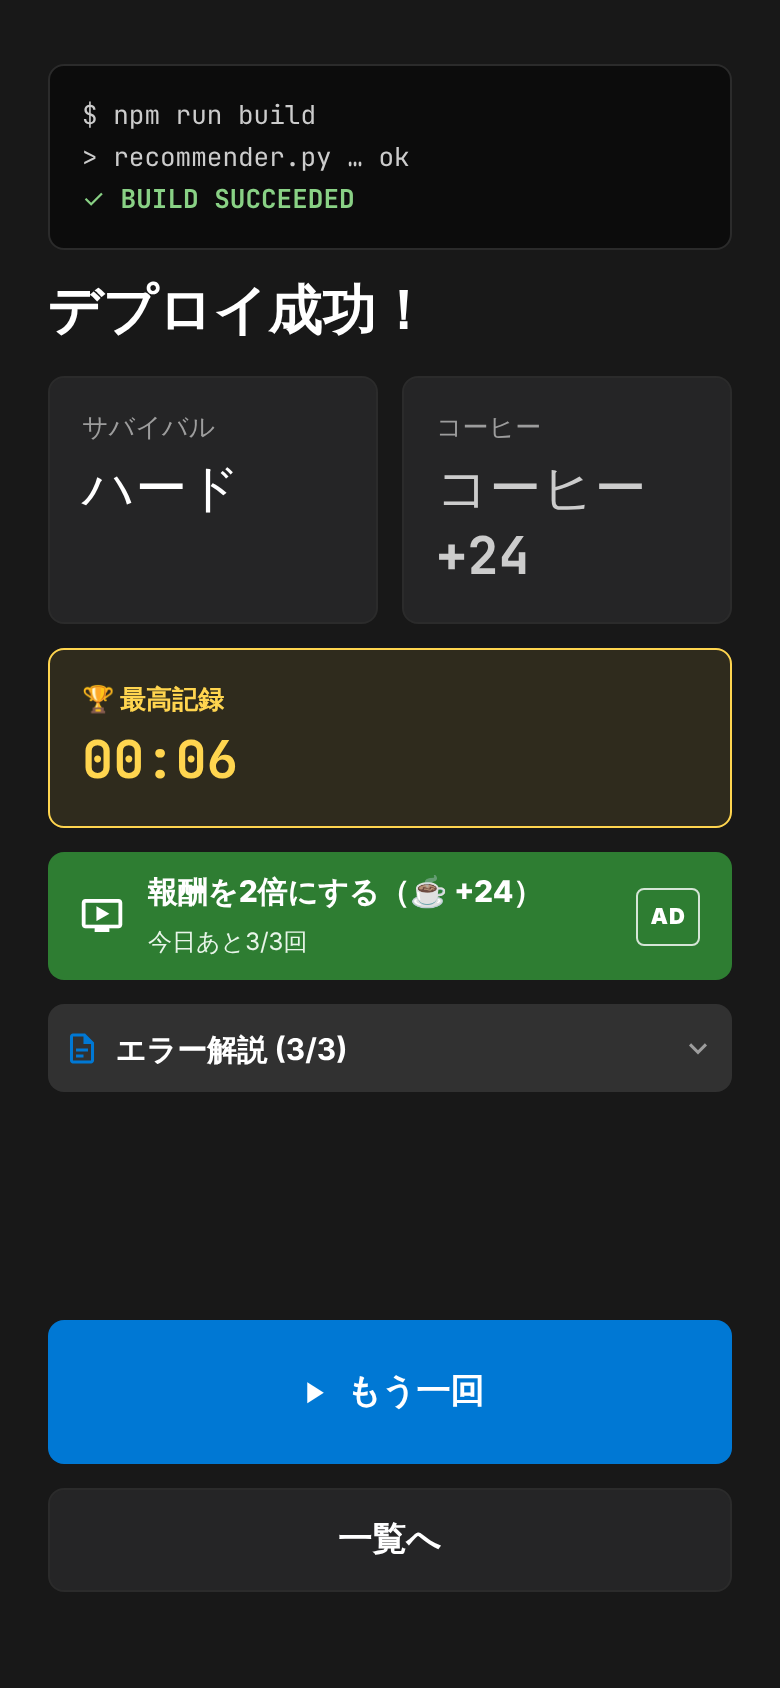 $ npm run build
> recommender.py … ok
✓ BUILD SUCCEEDED
デプロイ成功！
サバイバル
ハード
コーヒー
コーヒー
+24
🏆 最高記録
00:06
報酬を2倍にする（☕ +24）
今日あと3/3回
AD
エラー解説 (3/3)
もう一回
一覧へ